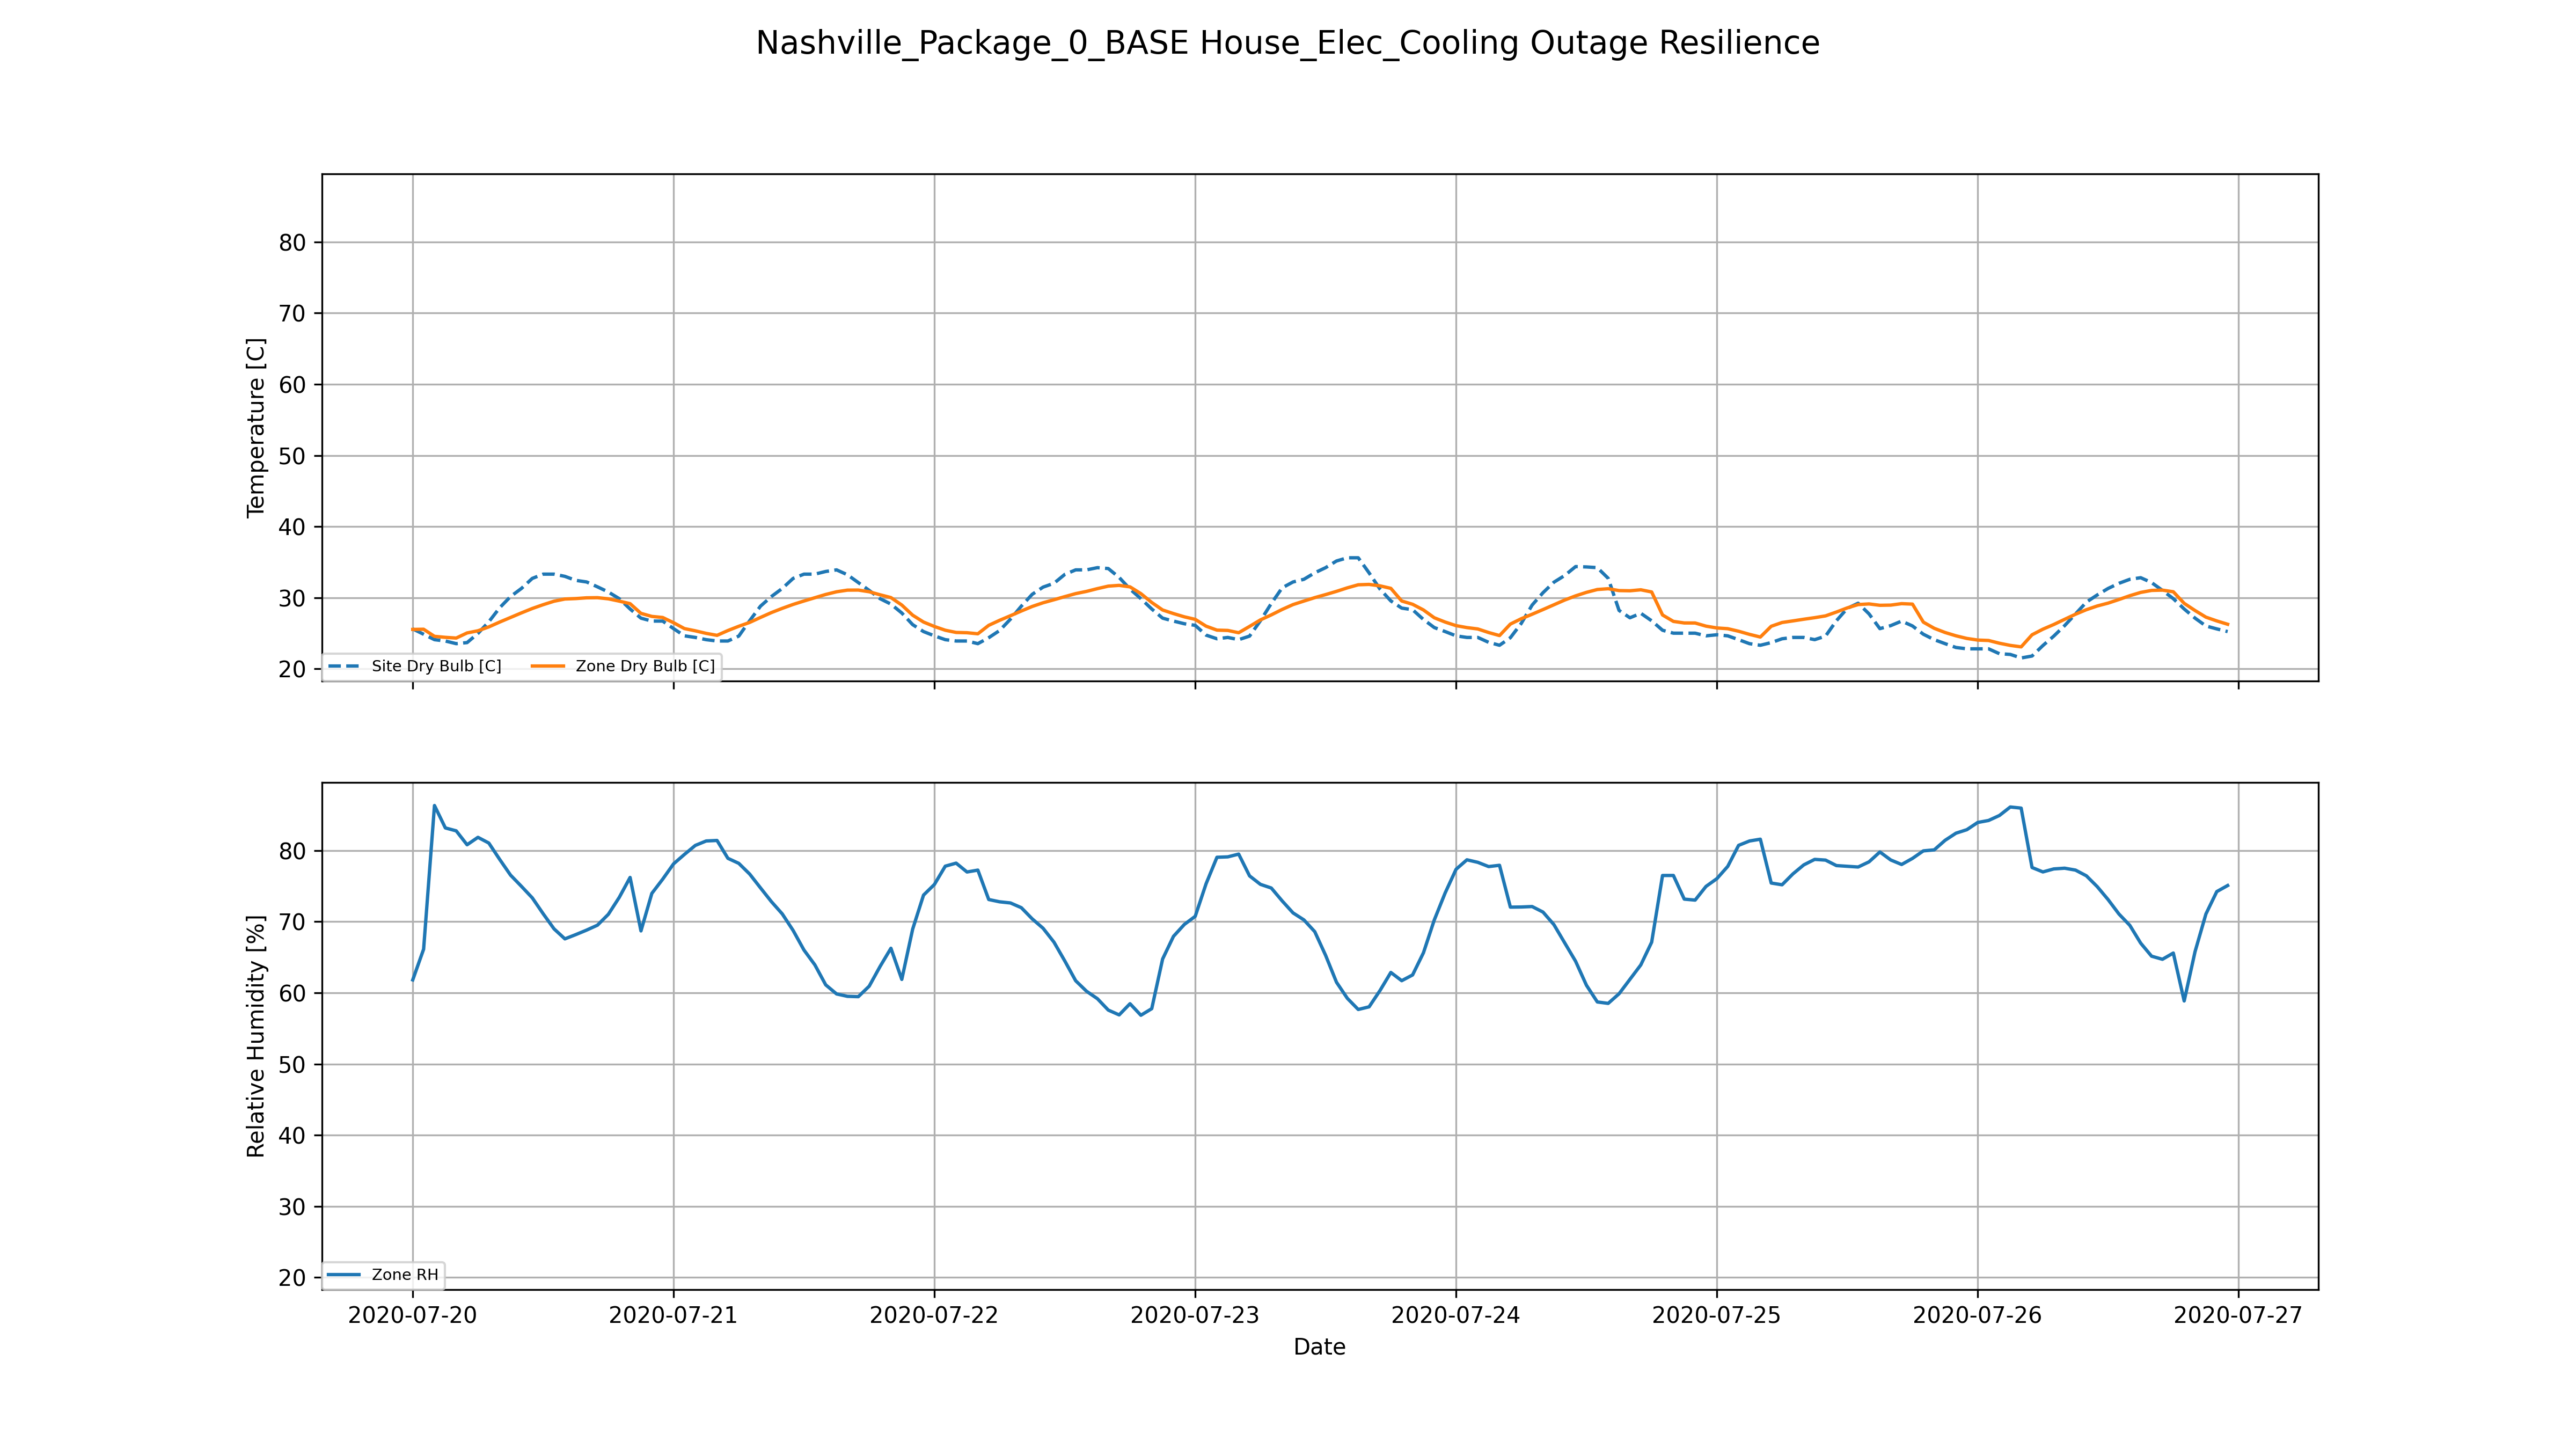 Nashville_Package_0_BASE House_Elec_Cooling Outage Resilience
Temperature [C]
80
70
60
50
40
30
20
Site Dry Bulb [C] Zone Dry Bulb [C]
Relative Humidity [%]
80
70
60
50
40
30
20
Zone RH
2020-07-20 2020-07-21 2020-07-22 2020-07-23 2020-07-24 2020-07-25 2020-07-26 2020-07-27
Date